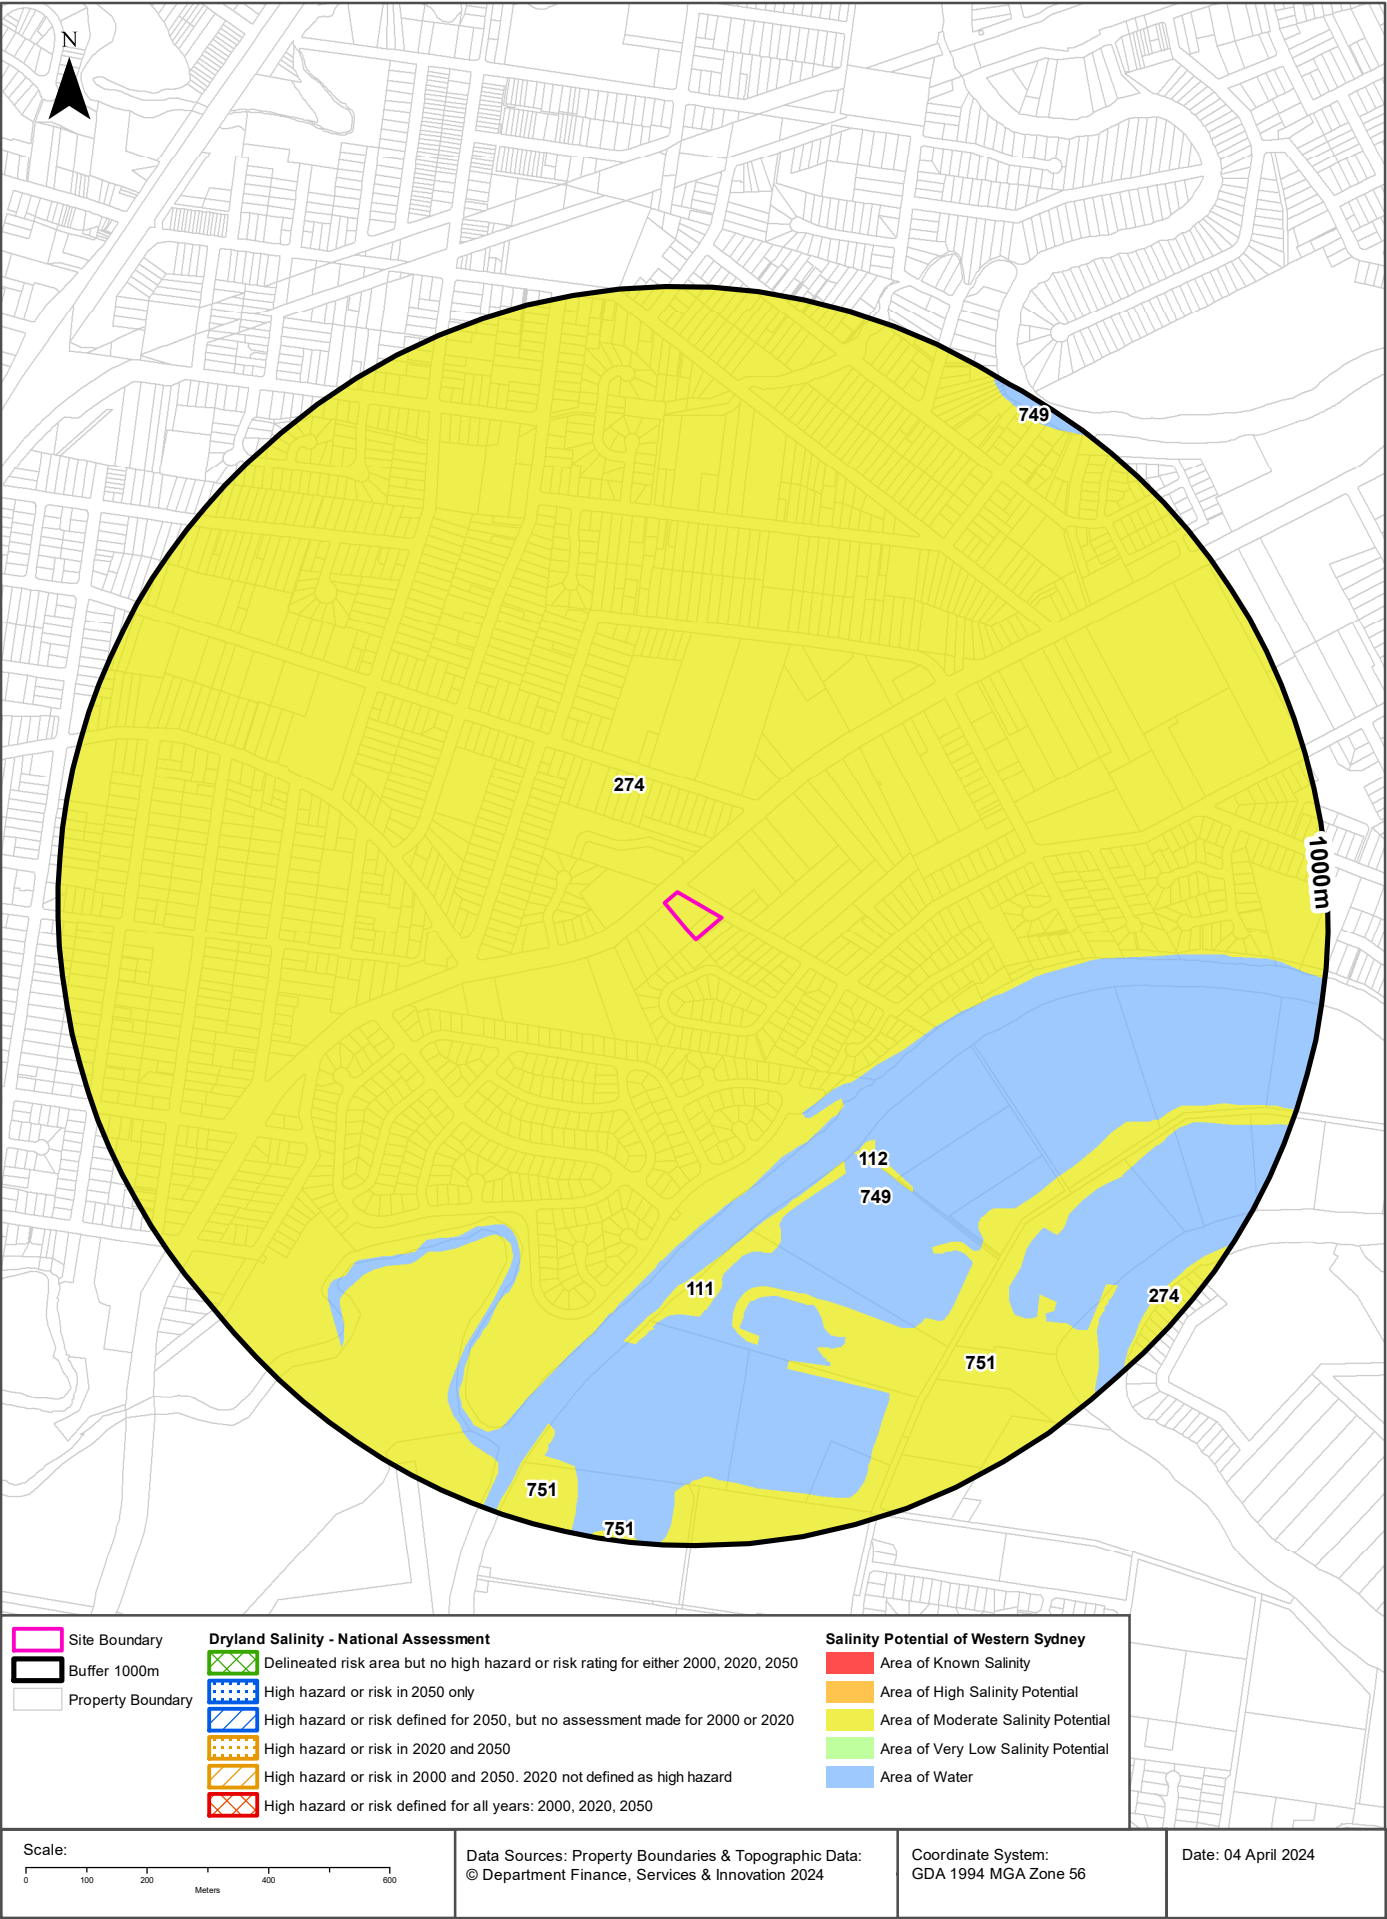 N
749
274
1000m
112
749
111
274
751
751
751
Site Boundary
Buffer 1000m
Property Boundary
Dryland Salinity - National Assessment
Delineated risk area but no high hazard or risk rating for either 2000, 2020, 2050
High hazard or risk in 2050 only
High hazard or risk defined for 2050, but no assessment made for 2000 or 2020
High hazard or risk in 2020 and 2050
High hazard or risk in 2000 and 2050. 2020 not defined as high hazard
High hazard or risk defined for all years: 2000, 2020, 2050
Salinity Potential of Western Sydney
Area of Known Salinity
Area of High Salinity Potential
Area of Moderate Salinity Potential
Area of Very Low Salinity Potential
Area of Water
Scale:
0 100 200 400 600
Meters
Data Sources: Property Boundaries & Topographic Data:
© Department Finance, Services & Innovation 2024
Coordinate System:
GDA 1994 MGA Zone 56
Date: 04 April 2024